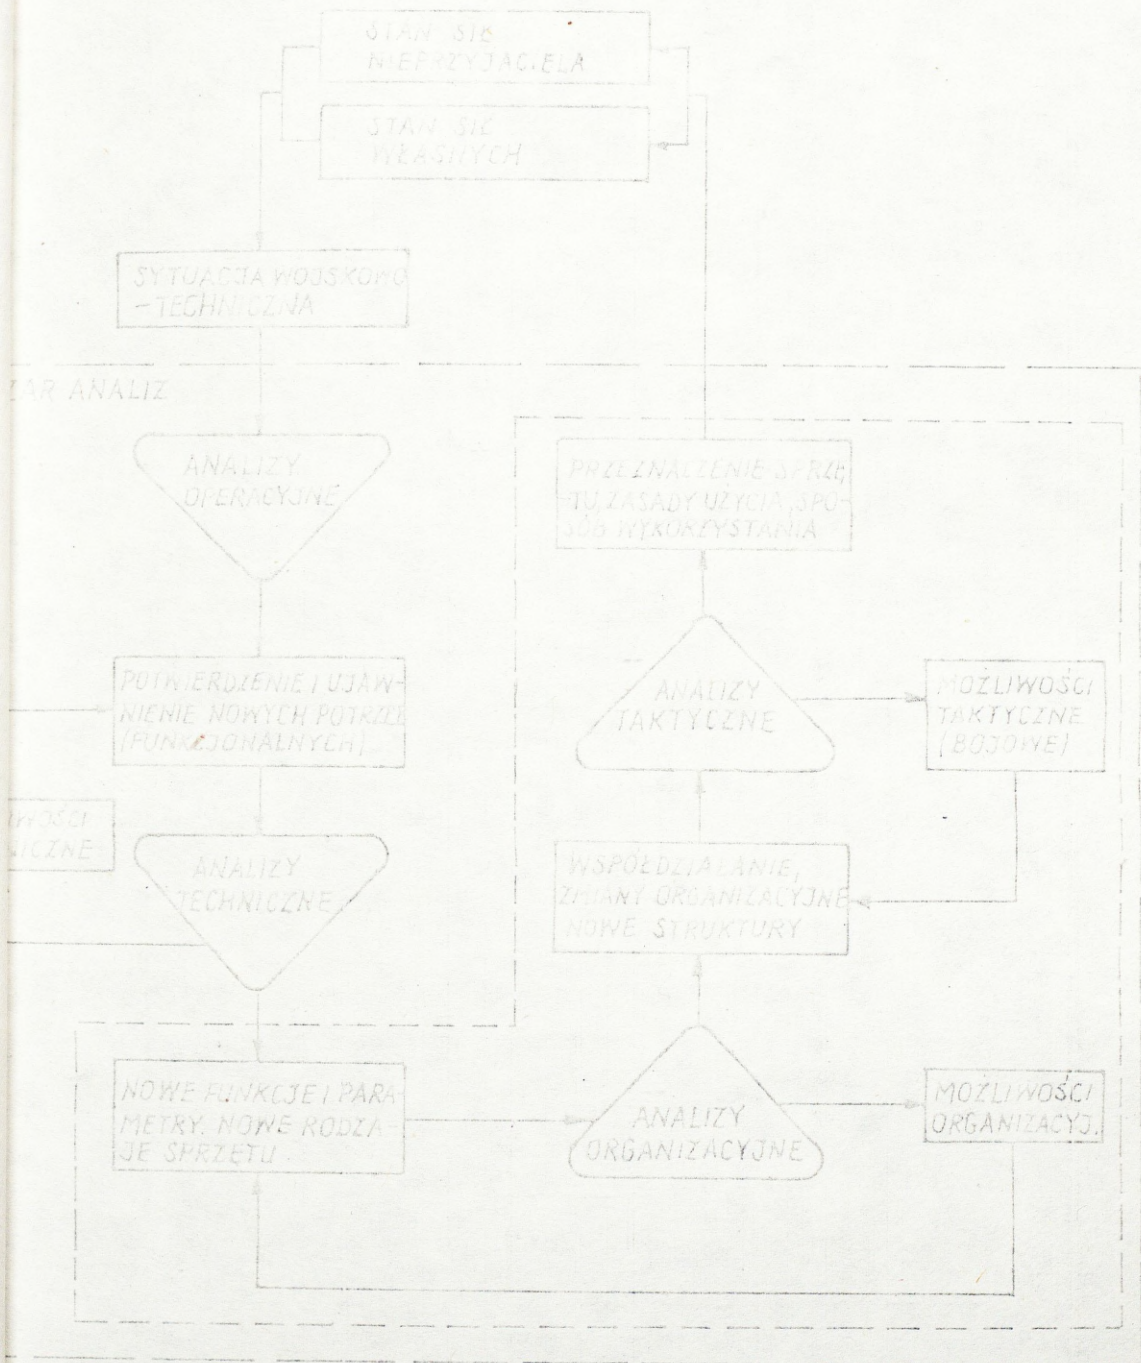 STAN SIŁ
NIEPRZYJACIELA
STAN SIŁ
WŁASNYCH
SYTUACJA WOJSKOWO
-TECHNICZNA
ANALIZ
ANALIZY
OPERACYJNE
PRZEZNACZENIE SPRZĘ-
TU, ZASADY UŻYCIA, SPO-
SÓB WYKORZYSTANIA
POTWIERDZENIE I UJAW-
NIENIE NOWYCH POTRZEB
(FUNKCJONALNYCH)
ANALIZY
TAKTYCZNE
MOŻLIWOŚCI
TAKTYCZNE
(BOJOWE)
ANALIZY
TECHNICZNE
WSPÓŁDZIAŁANIE,
ZMIANY ORGANIZACYJNE
NOWE STRUKTURY
NOWE FUNKCJE I PARA-
METRY. NOWE RODZA-
JE SPRZĘTU
ANALIZY
ORGANIZACYJNE
MOŻLIWOŚCI
ORGANIZACYJ.